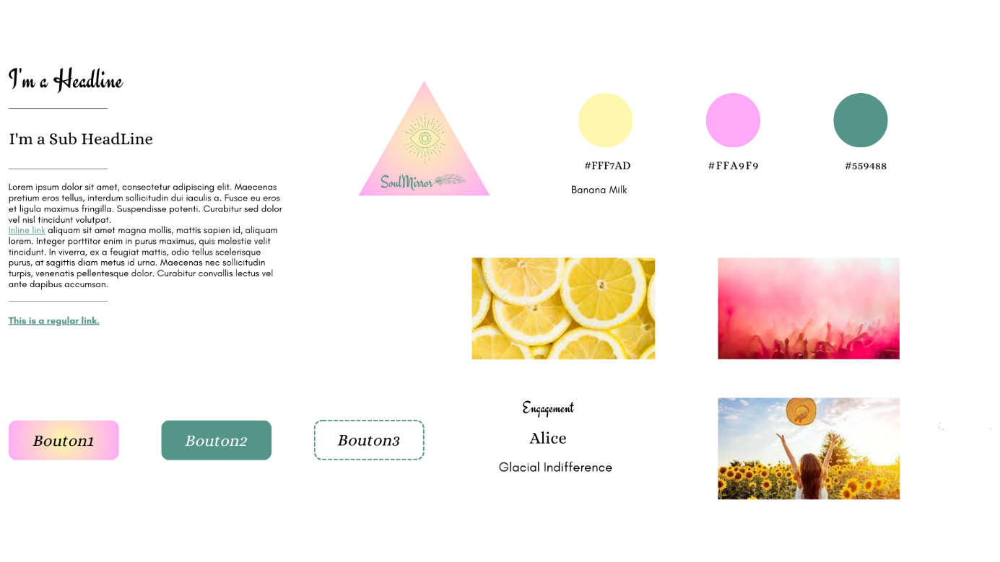 I'm a Headline
I'm a Sub HeadLine
Lorem ipsum dolor sit amet, consectetur adipiscing elit. Maecenas
pretium eros tellus, interdum sollicitudin dui iaculis a. Fusce eu eros
et ligula maximus fringilla. Suspendisse potenti. Curabitur sed dolor
vel nisl tincidunt volutpat.
Inline link aliquam sit amet magna mollis, mattis sapien id, aliquam
lorem. Integer porttitor enim in purus maximus, quis molestie velit
tincidunt. In viverra, ex a feugiat mattis, odio tellus scelerisque
purus, at sagittis diam metus id urna. Maecenas nec sollicitudin
turpis, venenatis pellentesque dolor. Curabitur convallis lectus vel
ante dapibus accumsan.
This is a regular link.
Bouton1
Bouton2
Bouton3
SoulMirror
#FFF7AD
#FFA9F9
#559488
Banana Milk
Engagement
Alice
Glacial Indifference